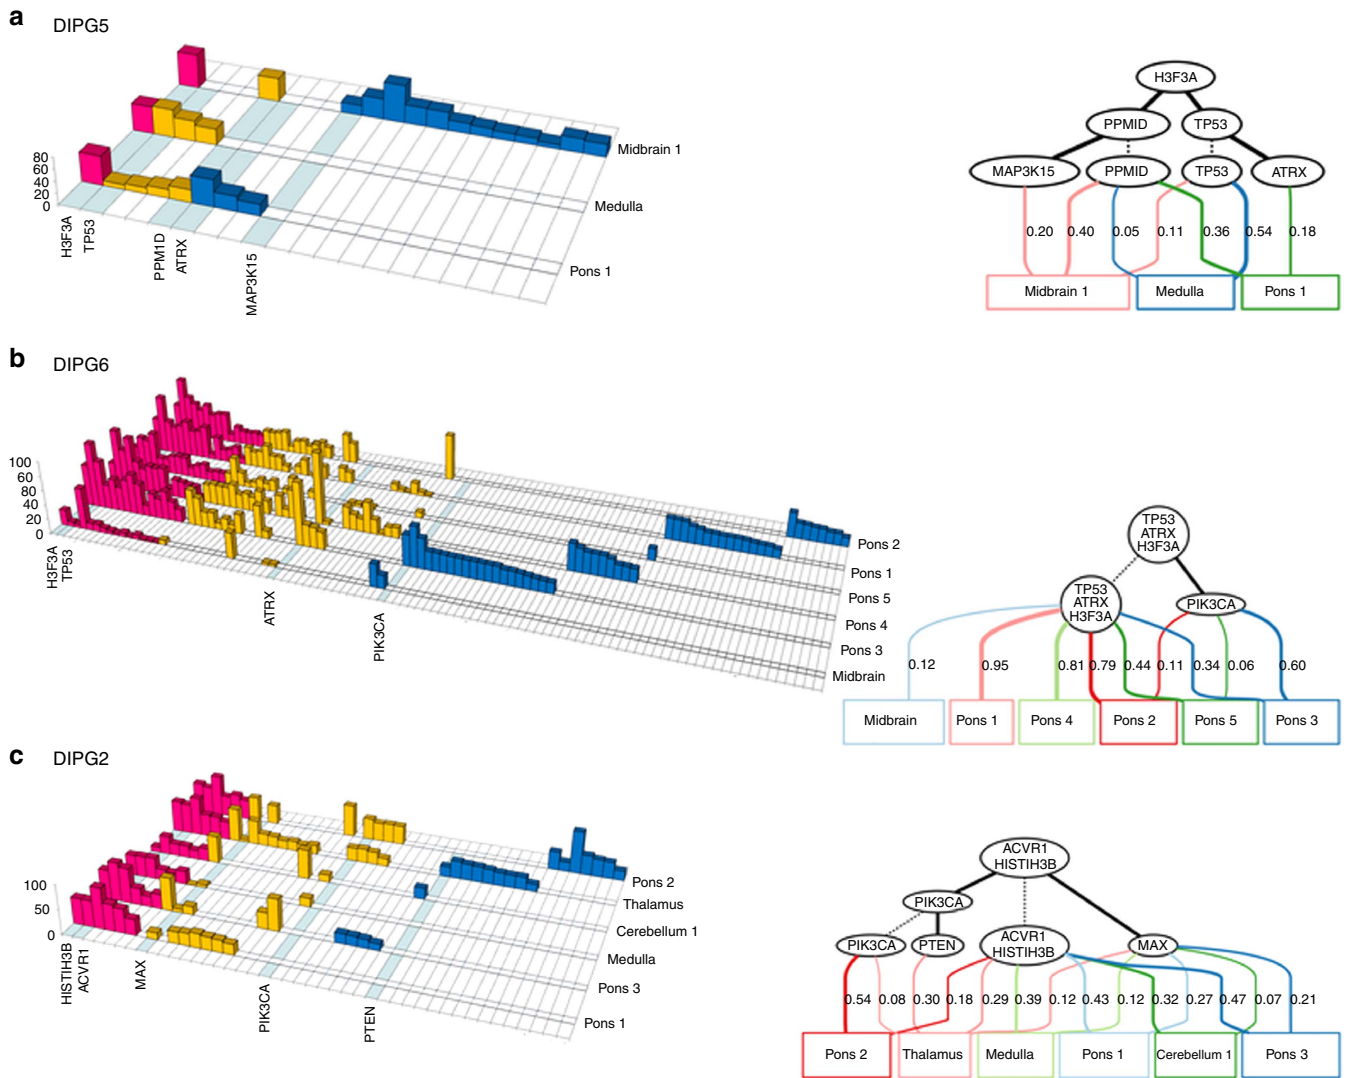 a
DIPG5
80
60
40
20
0
H3F3A
TP53
PPM1D
ATRX
MAP3K15
Midbrain 1
Medulla
Pons 1
H3F3A
PPMID
TP53
MAP3K15
PPMID
TP53
ATRX
0.20
0.40
0.05
0.11
0.36
0.54
0.18
Midbrain 1
Medulla
Pons 1
b
DIPG6
100
60
80
40
20
0
H3F3A
TP53
ATRX
PIK3CA
Pons 2
Pons 1
Pons 5
Pons 4
Pons 3
Midbrain
TP53
ATRX
H3F3A
TP53
ATRX
H3F3A
PIK3CA
0.12
0.95
0.81
0.79
0.44
0.11
0.34
0.06
0.60
Midbrain
Pons 1
Pons 4
Pons 2
Pons 5
Pons 3
c
DIPG2
100
50
0
HISTIH3B
ACVR1
MAX
PIK3CA
PTEN
Pons 2
Thalamus
Cerebellum 1
Medulla
Pons 3
Pons 1
ACVR1
HISTIH3B
PIK3CA
PIK3CA
PTEN
ACVR1
HISTIH3B
MAX
0.54
0.08
0.30
0.18
0.29
0.39
0.12
0.43
0.12
0.32
0.27
0.47
0.07
0.21
Pons 2
Thalamus
Medulla
Pons 1
Cerebellum 1
Pons 3